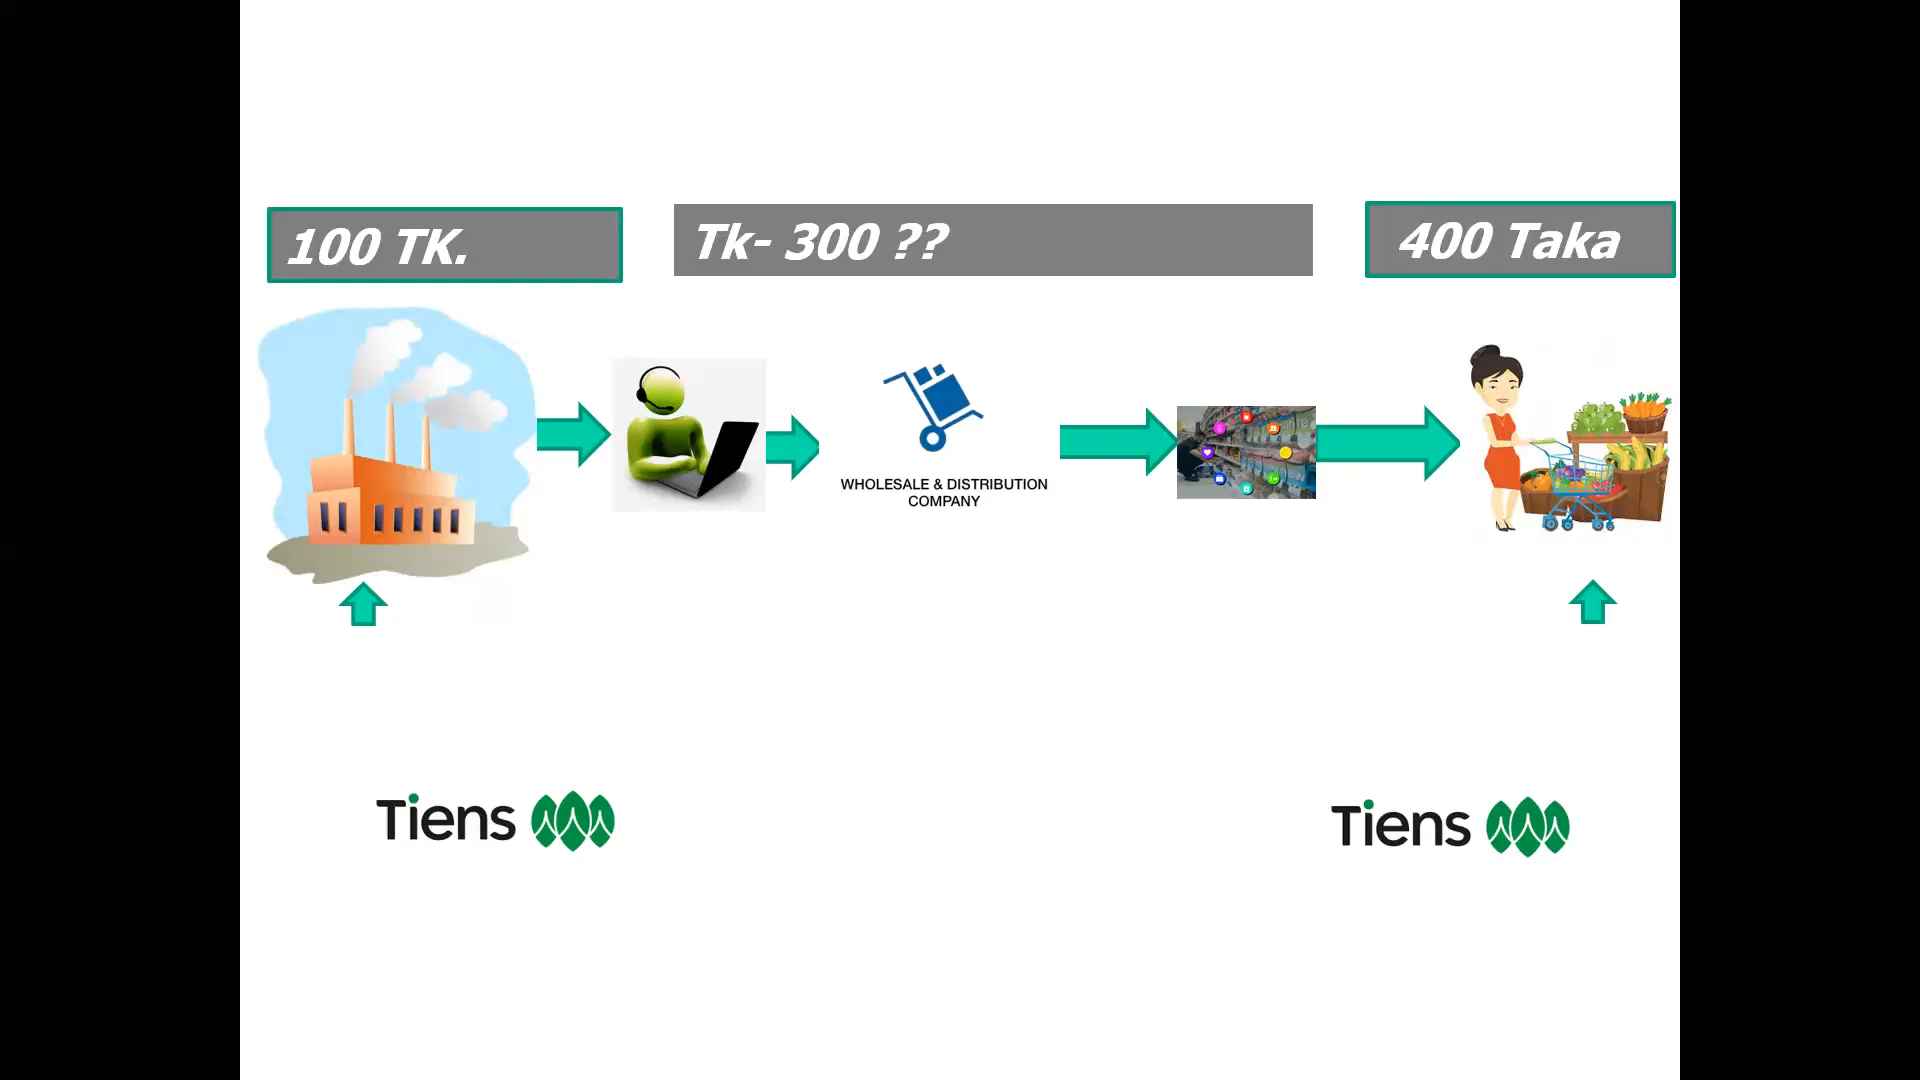 100 TK.
Tk- 300 ??
400 Taka
WHOLESALE & DISTRIBUTION
COMPANY
Tiens
Tiens